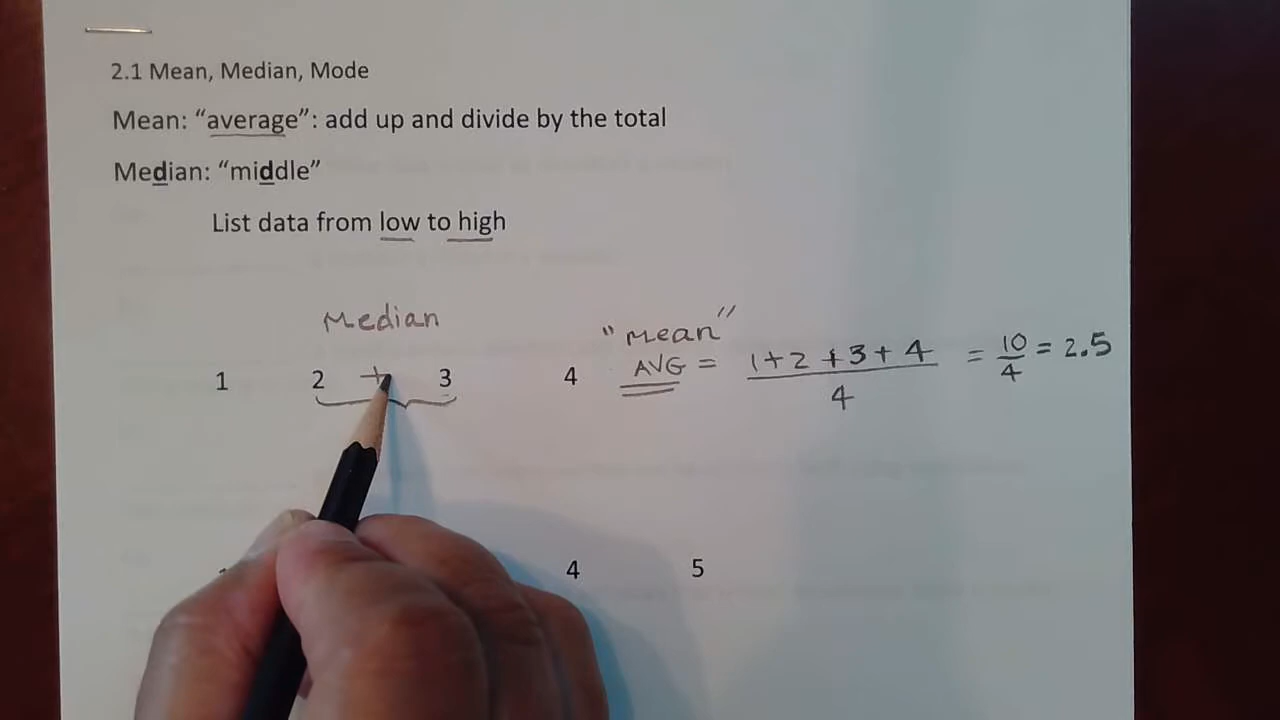 2.1 Mean, Median, Mode
Mean: “average”: add up and divide by the total
Median: “middle”
List data from low to high
Median
1 2 + 3 4
"Mean"
AVG = 1+2+3+4 / 4 = 10/4 = 2.5
4 5